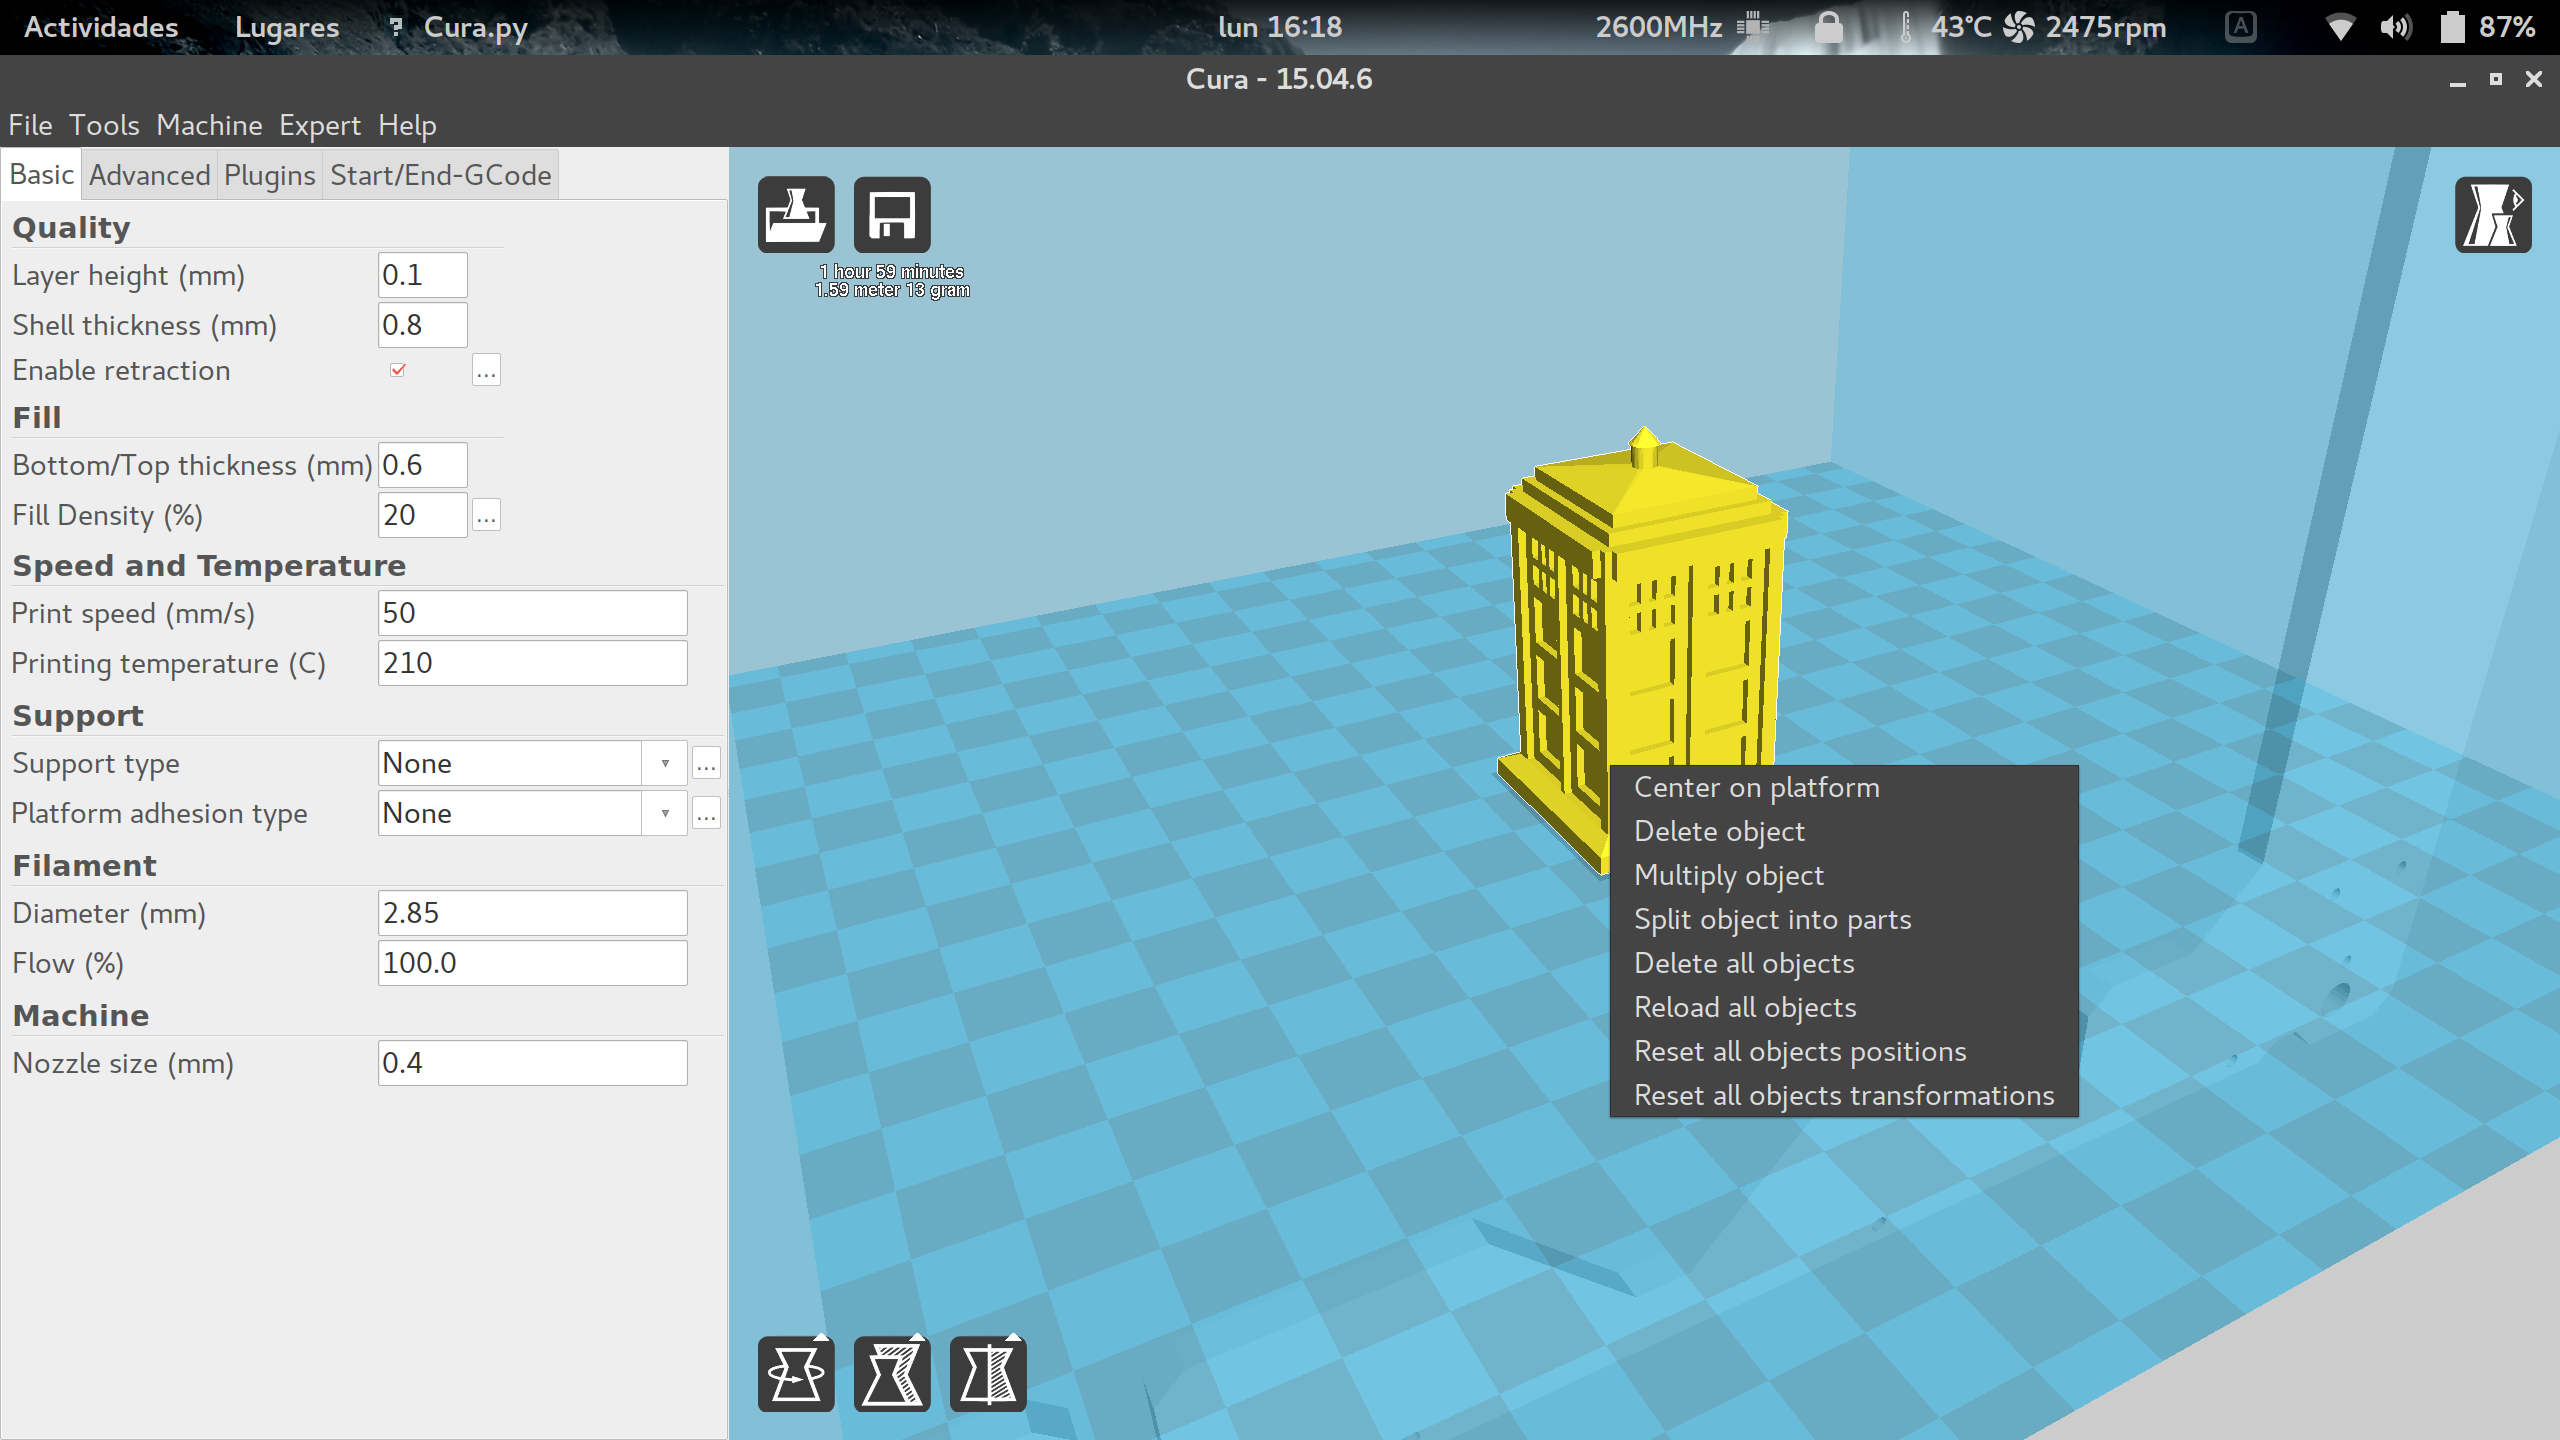 Actividades Lugares ? Cura.py lun 16:18 2600MHz 43°C 2475rpm A 87%
Cura - 15.04.6
File Tools Machine Expert Help
Basic Advanced Plugins Start/End-GCode
Quality
Layer height (mm) 0.1
Shell thickness (mm) 0.8
Enable retraction ...
Fill
Bottom/Top thickness (mm) 0.6
Fill Density (%) 20 ...
Speed and Temperature
Print speed (mm/s) 50
Printing temperature (C) 210
Support
Support type None ...
Platform adhesion type None ...
Filament
Diameter (mm) 2.85
Flow (%) 100.0
Machine
Nozzle size (mm) 0.4
1 hour 59 minutes
1.59 meter 13 gram
Center on platform
Delete object
Multiply object
Split object into parts
Delete all objects
Reload all objects
Reset all objects positions
Reset all objects transformations